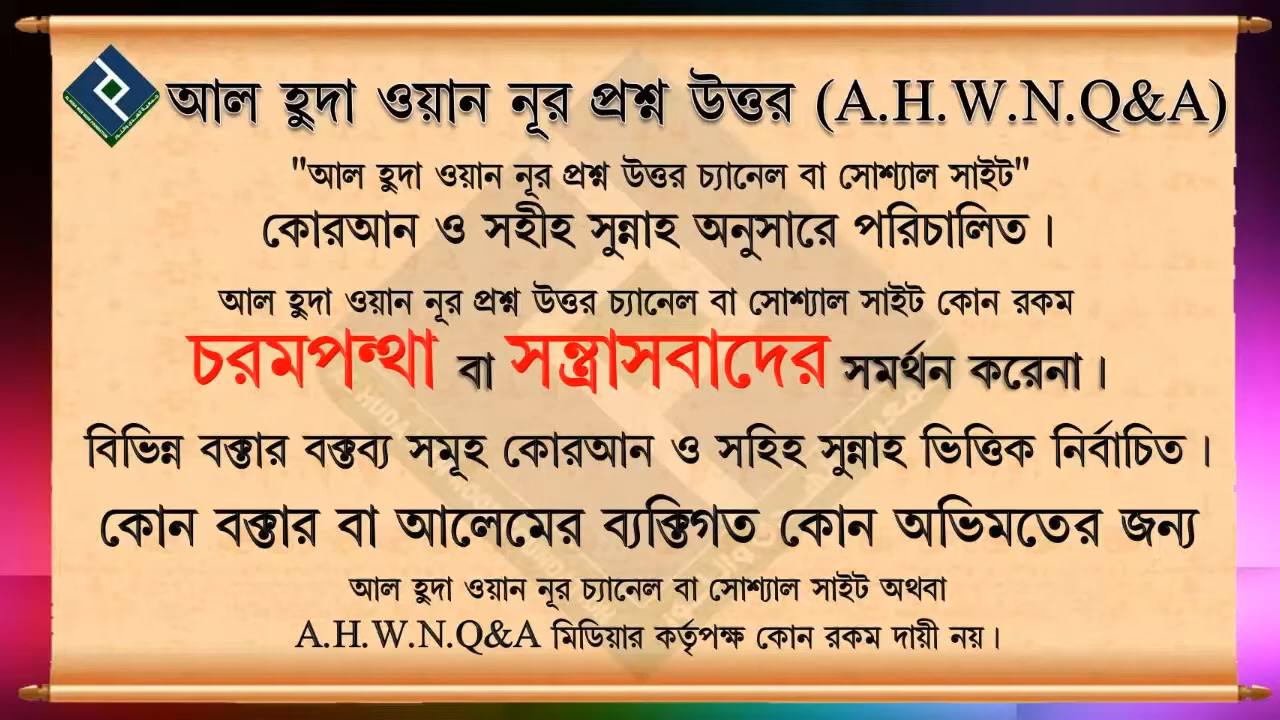 আল হুদা ওয়ান নূর প্রশ্ন উত্তর (A.H.W.N.Q&A)
"আল হুদা ওয়ান নূর প্রশ্ন উত্তর চ্যানেল বা সোশ্যাল সাইট"
কোরআন ও সহীহ সুন্নাহ অনুসারে পরিচালিত।
আল হুদা ওয়ান নূর প্রশ্ন উত্তর চ্যানেল বা সোশ্যাল সাইট কোন রকম
চরমপন্থা বা সন্ত্রাসবাদের সমর্থন করেনা।
বিভিন্ন বক্তার বক্তব্য সমূহ কোরআন ও সহিহ সুন্নাহ ভিত্তিক নির্বাচিত।
কোন বক্তার বা আলেমের ব্যক্তিগত কোন অভিমতের জন্য
আল হুদা ওয়ান নূর চ্যানেল বা সোশ্যাল সাইট অথবা
A.H.W.N.Q&A মিডিয়ার কর্তৃপক্ষ কোন রকম দায়ী নয়।